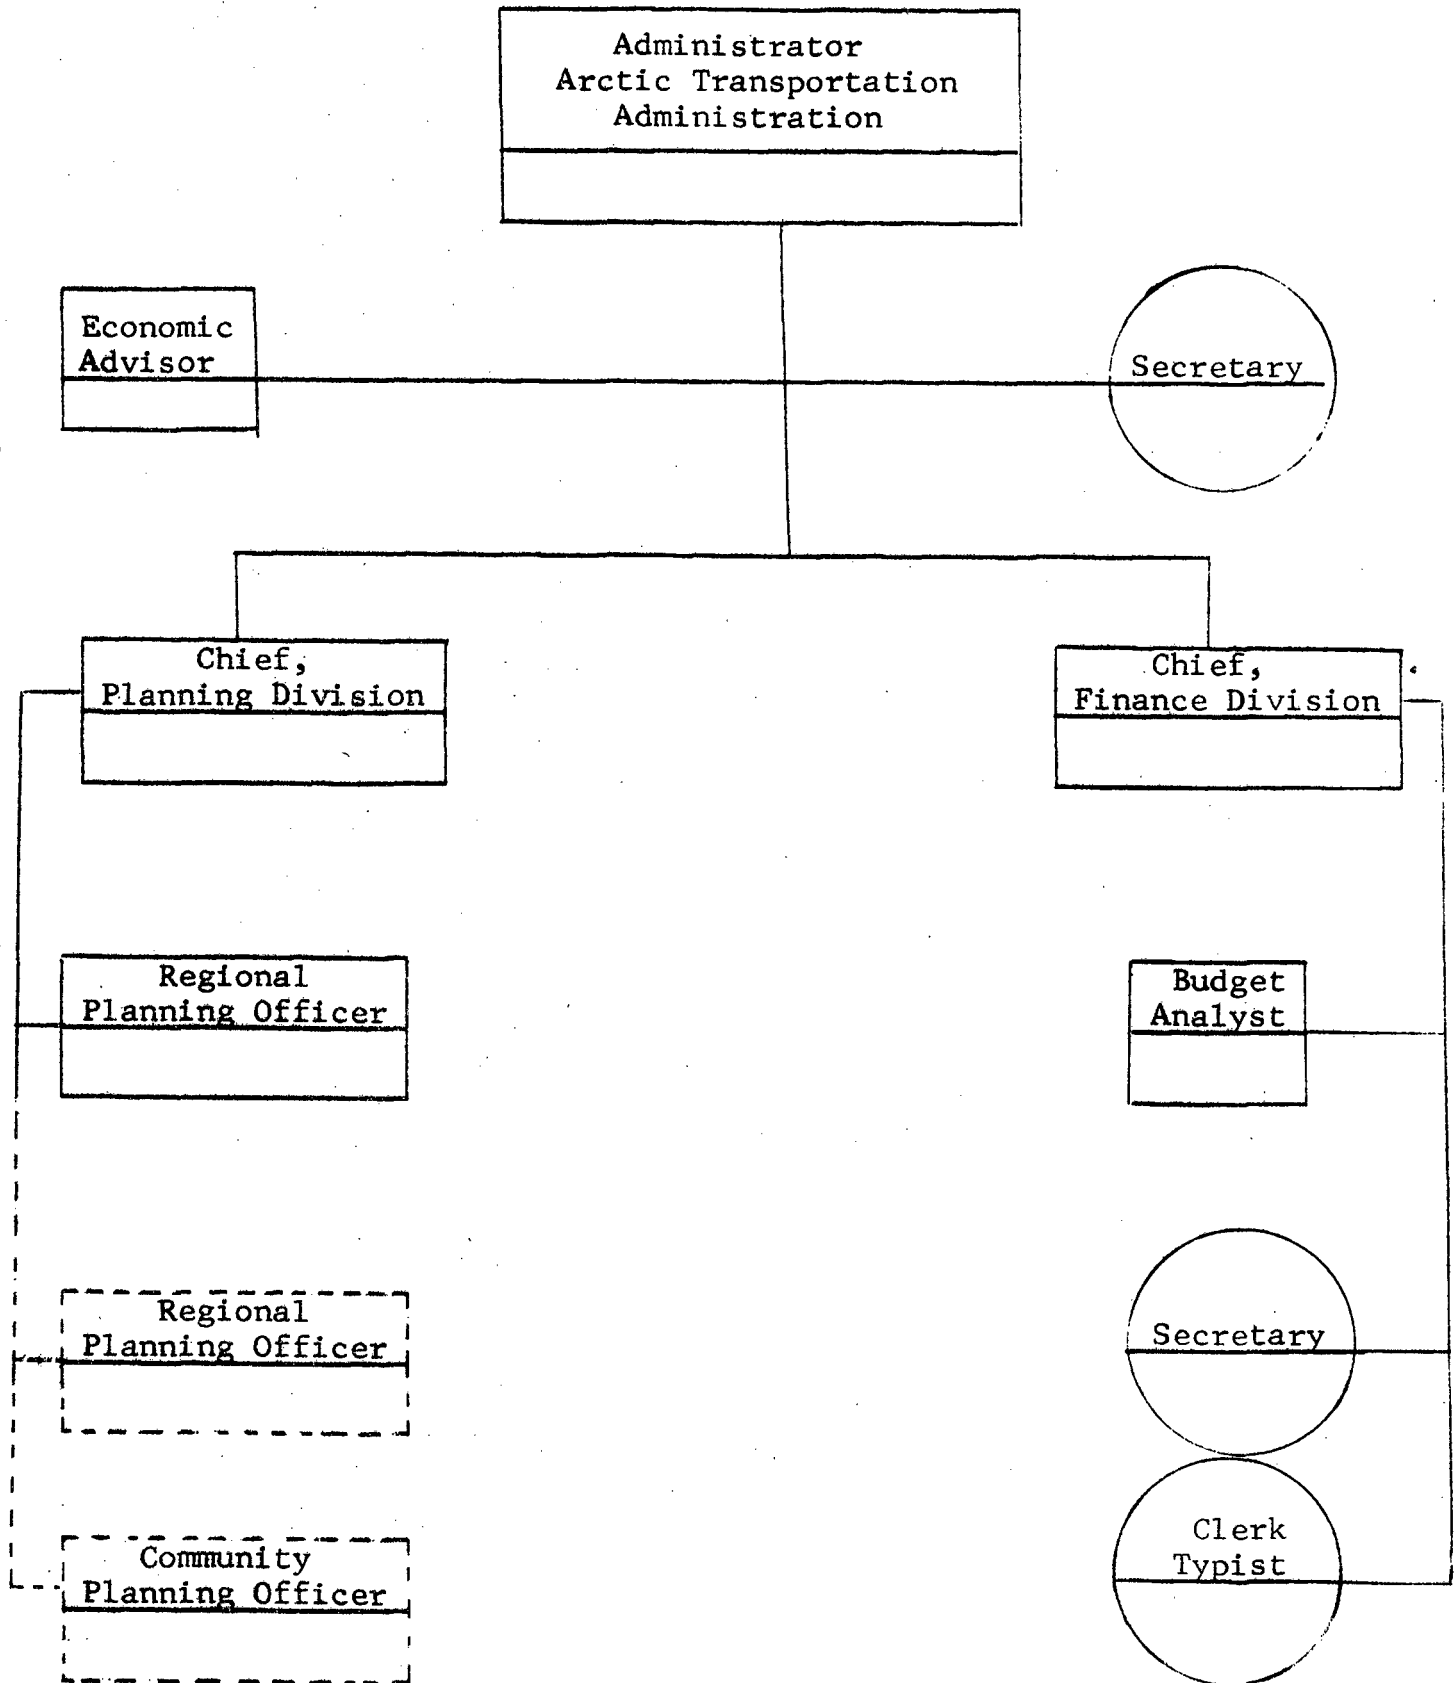 Administrator
Arctic Transportation
Administration
Economic
Advisor
Secretary
Chief,
Planning Division
Chief,
Finance Division
Regional
Planning Officer
Budget
Analyst
Regional
Planning Officer
Secretary
Community
Planning Officer
Clerk
Typist